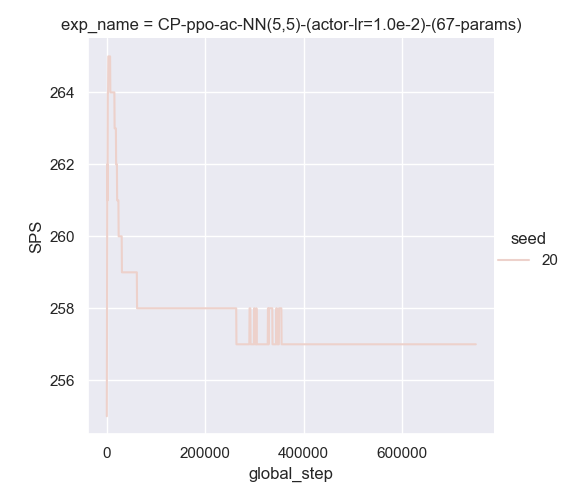 exp_name = CP-ppo-ac-NN(5,5)-(actor-lr=1.0e-2)-(67-params)
264
262
260
258
256
SPS
0
200000
400000
600000
global_step
seed
20